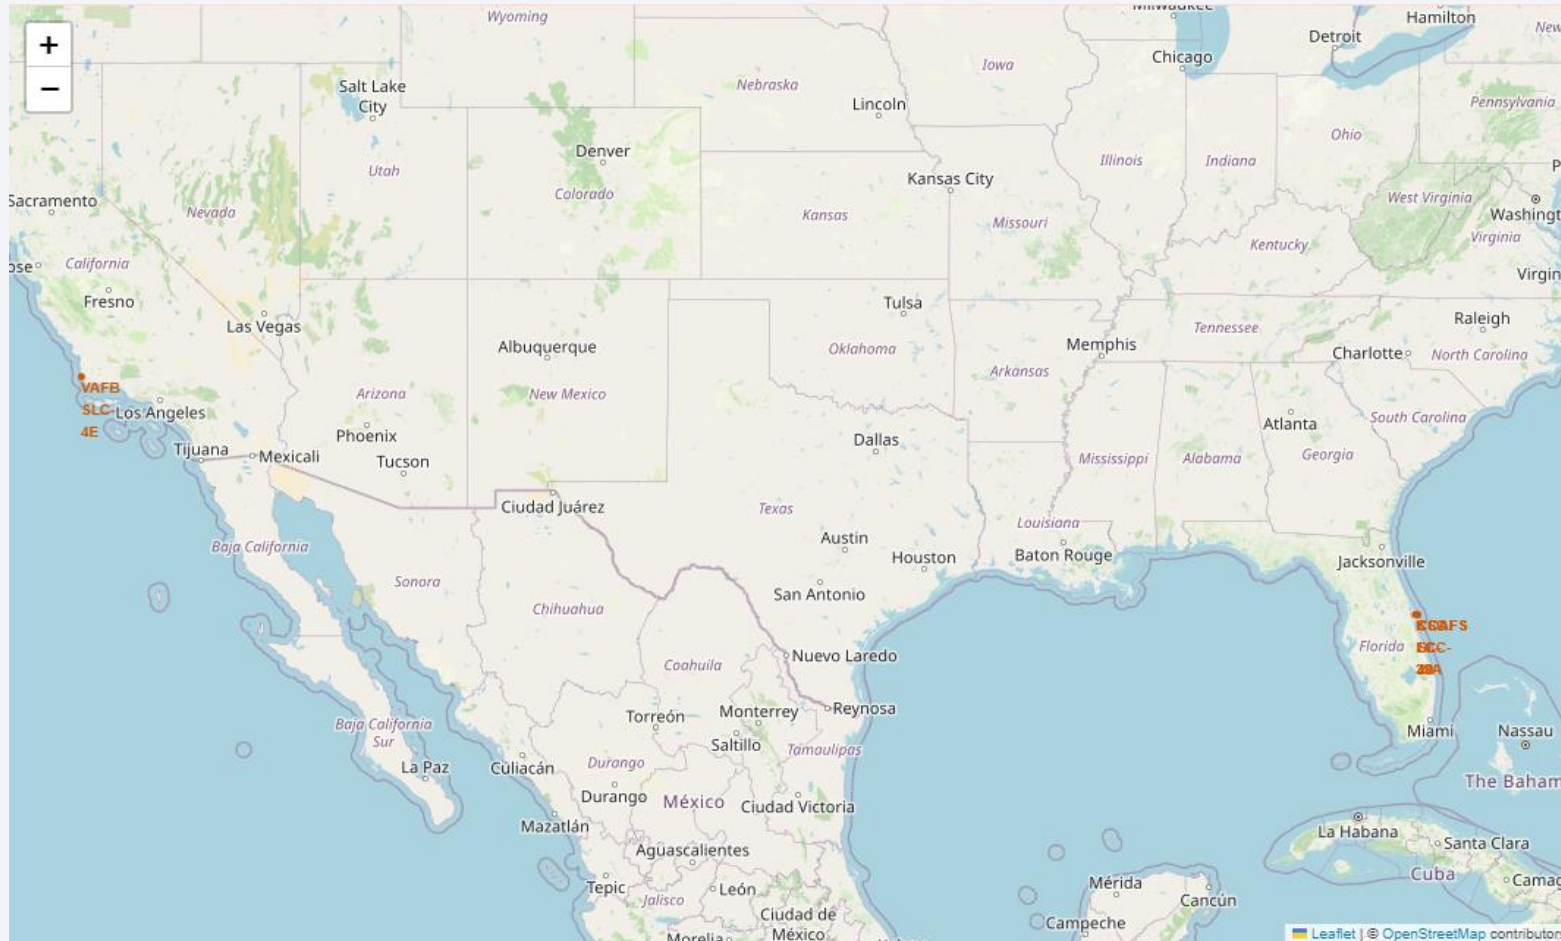 Wyoming
Milwaukee
Hamilton
New
+
Detroit
Chicago
Iowa
−
Salt Lake
City
Nebraska
Lincoln
Pennsylvania
Ohio
Denver
Illinois
Indiana
Utah
Kansas City
Colorado
West Virginia
Sacramento
Nevada
Kansas
Missouri
Washingt
Virginia
Kentucky
ose
California
Virgin
Fresno
Tulsa
Las Vegas
Raleigh
Tennessee
Albuquerque
Oklahoma
Memphis
Charlotte
North Carolina
Arkansas
VAFB
SLC-
4E
Los Angeles
Arizona
New Mexico
South Carolina
Atlanta
Phoenix
Dallas
Tijuana
Mexicali
Tucson
Mississippi
Alabama
Georgia
Ciudad Juárez
Texas
Louisiana
Austin
Baja California
Houston
Baton Rouge
Jacksonville
Sonora
San Antonio
Chihuahua
Florida
Nuevo Laredo
Coahuila
Reynosa
Torreón
Monterrey
Baja California
Sur
Miami
Nassau
Saltillo
Tamaulipas
La Paz
Culiacán
Durango
The Baham
Durango
México
Ciudad Victoria
Mazatlán
La Habana
Santa Clara
Aguascalientes
Cuba
Camag
Tepic
León
Mérida
Cancún
Jalisco
Ciudad de
México
Campeche
Morelia
Leaflet | © OpenStreetMap contributor